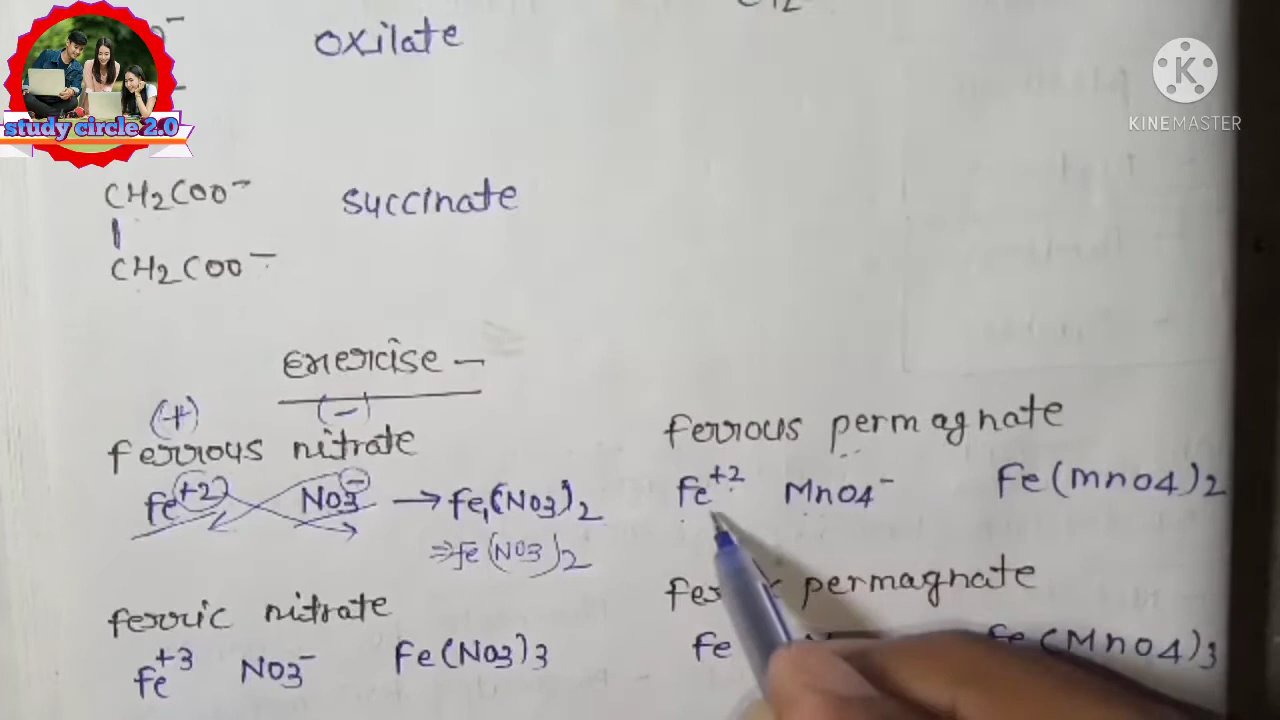 oxilate
study circle 2.0
KINEMASTER
CH2COO- succinate
CH2COO-
Exercise -
(+) (-)
ferrous nitrate
Fe+2 NO3- → Fe1(NO3)2
⇒ Fe(NO3)2
ferric nitrate
Fe+3 NO3- Fe(NO3)3
ferrous permagnate
Fe+2 MnO4- Fe(MnO4)2
permagnate
Fe Fe(MnO4)3